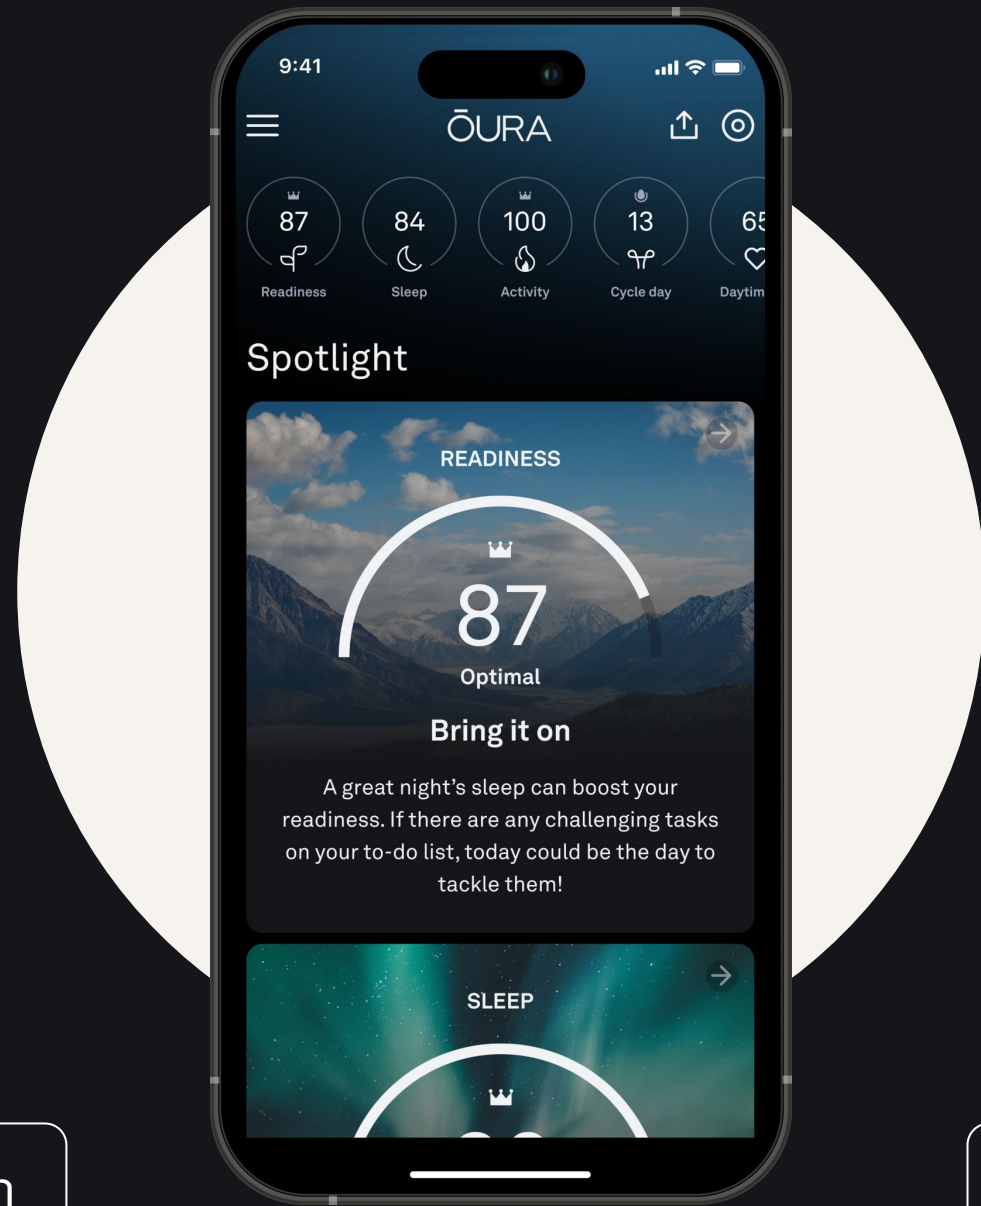 9:41
ŌURA
87
84
100
13
65
Readiness
Sleep
Activity
Cycle day
Spotlight
READINESS
87
Optimal
Bring it on
A great night’s sleep can boost your
readiness. If there are any challenging tasks
on your to-do list, today could be the day to
tackle them!
SLEEP